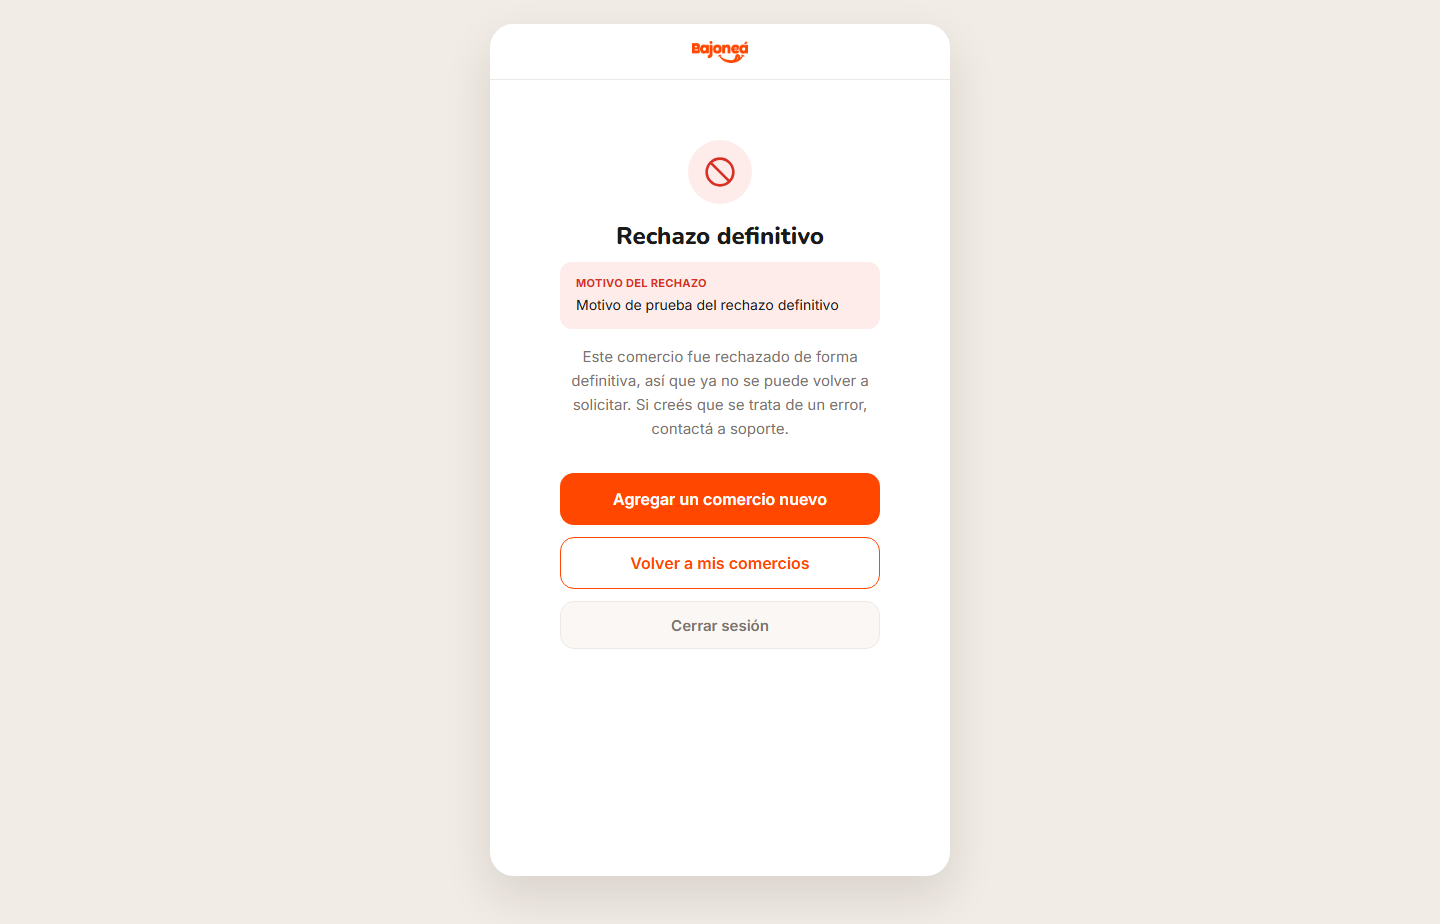 Bajoneá
Rechazo definitivo
MOTIVO DEL RECHAZO
Motivo de prueba del rechazo definitivo
Este comercio fue rechazado de forma
definitiva, así que ya no se puede volver a
solicitar. Si creés que se trata de un error,
contactá a soporte.
Agregar un comercio nuevo
Volver a mis comercios
Cerrar sesión